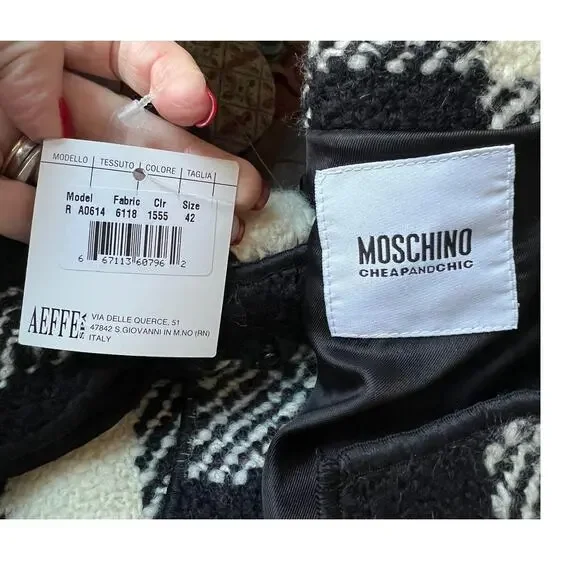 MODELLO TESSUTO COLORE TAGLIA
Model Fabric Clr Size
R A0614 6118 1555 42
6 67113 60796 2
AEFFE SPA
VIA DELLE QUERCE, 51
47842 S.GIOVANNI IN M.NO (RN)
ITALY
MOSCHINO
CHEAPANDCHIC